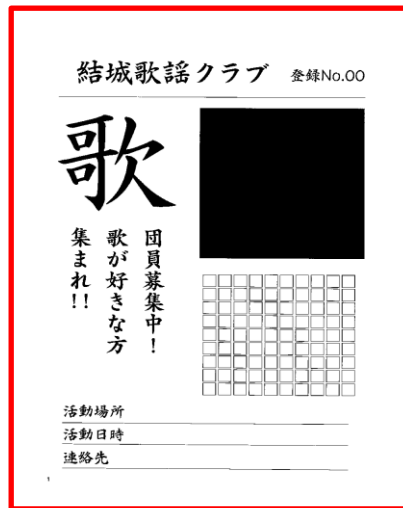 結城歌謡クラブ 登録No.00
歌
団員募集中!
歌が好きな方
集まれ!!
活動場所
活動日時
連絡先
1